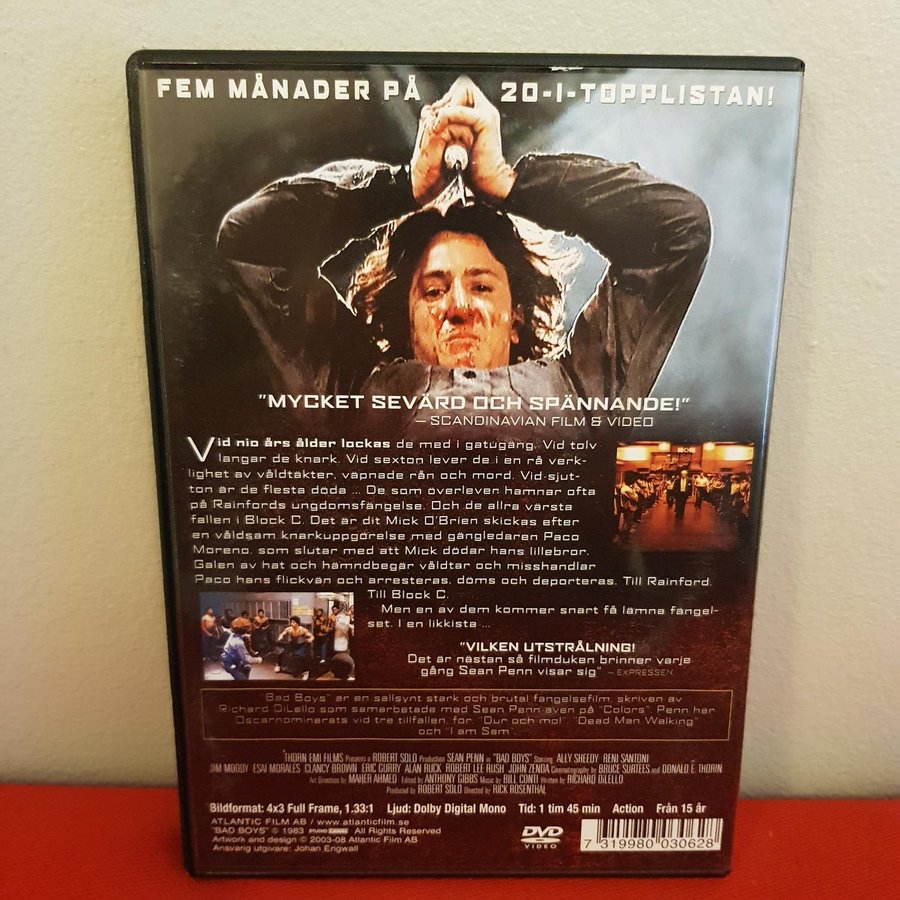 FEM MÅNADER PÅ 20-I-TOPPLISTAN!
"MYCKET SEVÄRD OCH SPÄNNANDE!"
– SCANDINAVIAN FILM & VIDEO
Vid nio års ålder lockas de med i gatugäng. Vid tolv
langar de knark. Vid sexton lever de i en rå verk-
lighet av våldtäkter, väpnade rån och mord. Vid sjut-
ton är de flesta döda ... De som överlever hamnar ofta
på Rainfords ungdomsfängelse. Och de allra värsta
fallen i Block C. Det är dit Mick O'Brien skickas efter
en våldsam knarkuppgörelse med gängledaren Paco
Moreno, som slutar med att Mick dödar hans lillebror.
Galen av hat och hämndbegär våldtar och misshandlar
Paco hans flickvän och arresteras, döms och deporteras. Till Rainford.
Till Block C.
Men en av dem kommer snart få lämna fängel-
set. I en likkista ...
"VILKEN UTSTRÅLNING!
Det är nästan så filmduken brinner varje
gång Sean Penn visar sig" – EXPRESSEN
Bad Boys" är en sällsynt stark och brutal fängelsefilm, skriven av
Richard DiLello som samarbetade med Sean Penn även på "Colors". Penn har
Oscarnominerats vid tre tillfällen, för: "Dur och moll", "Dead Man Walking"
och "I am Sam".
THORN EMI FILMS Presents a ROBERT SOLO Production SEAN PENN in "BAD BOYS" Starring ALLY SHEEDY RENI SANTONI
JIM MOODY ESAI MORALES CLANCY BROWN ERIC GURRY ALAN RUCK ROBERT LEE RUSH JOHN ZENDA Cinematography by BRUCE SURTEES and DONALD E. THORIN
Art Direction by MAHER AHMED Edited by ANTHONY GIBBS Music by BILL CONTI Written by RICHARD DiLELLO
Produced by ROBERT SOLO Directed by RICK ROSENTHAL
Bildformat: 4x3 Full Frame, 1.33:1 Ljud: Dolby Digital Mono Tid: 1 tim 45 min Action Från 15 år
ATLANTIC FILM AB / www.atlanticfilm.se
"BAD BOYS" © 1983 STUDIO CANAL All Rights Reserved
Artwork and design © 2003-08 Atlantic Film AB
Ansvarig utgivare: Johan Engwall
DVD
VIDEO
7 319980 030628